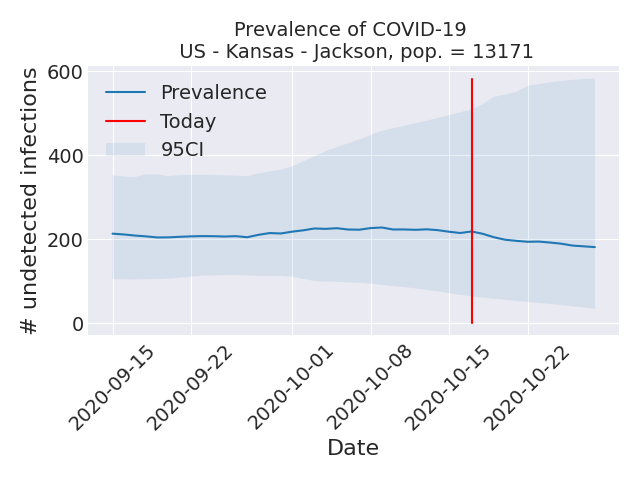 Prevalence of COVID-19
US - Kansas - Jackson, pop. = 13171
# undetected infections
600
400
200
0
Prevalence
Today
95CI
2020-09-15
2020-09-22
2020-10-01
2020-10-08
2020-10-15
2020-10-22
Date